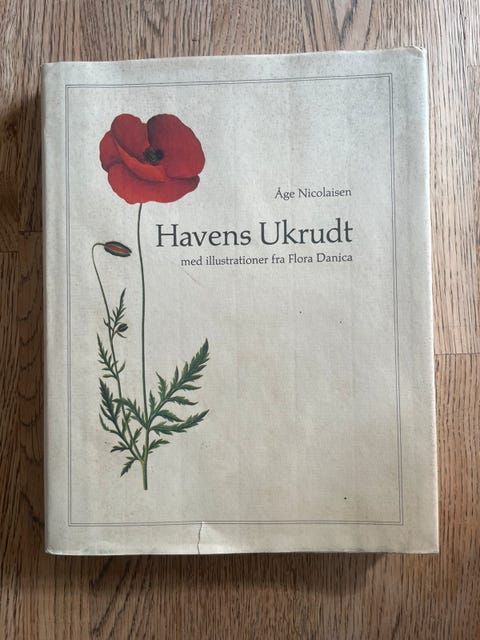 Åge Nicolaisen
Havens Ukrudt
med illustrationer fra Flora Danica